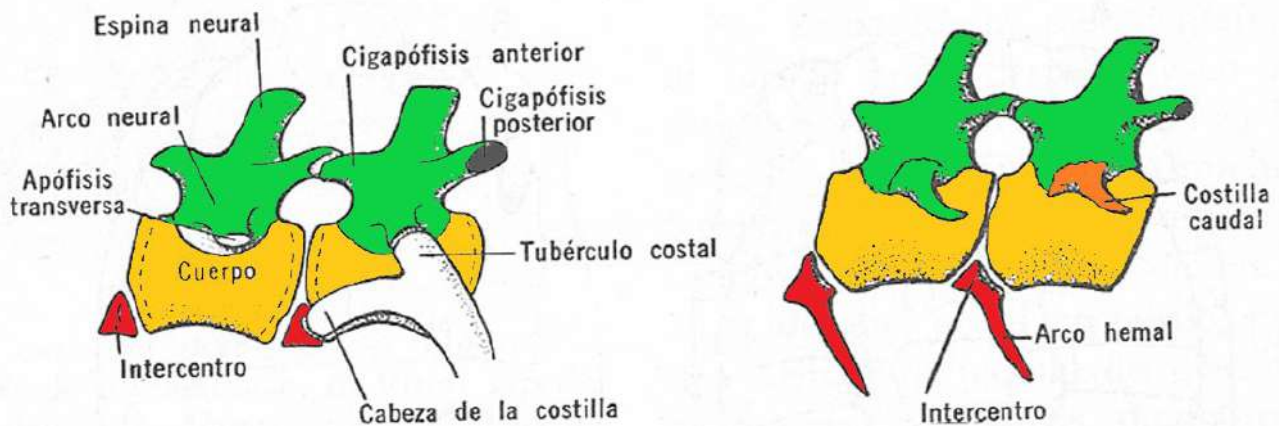 Espina neural
Cigapófisis anterior
Cigapófisis
posterior
Arco neural
Apófisis
transversa
Cuerpo
Tubérculo costal
Intercentro
Cabeza de la costilla
Costilla
caudal
Arco hemal
Intercentro